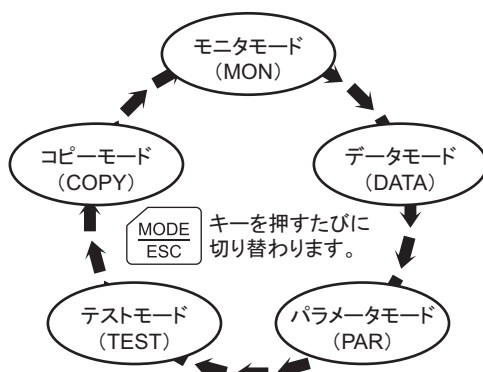 モニタモード
(MON)
データモード
(DATA)
パラメータモード
(PAR)
テストモード
(TEST)
コピーモード
(COPY)
MODE
ESC
キーを押すたびに
切り替わります。